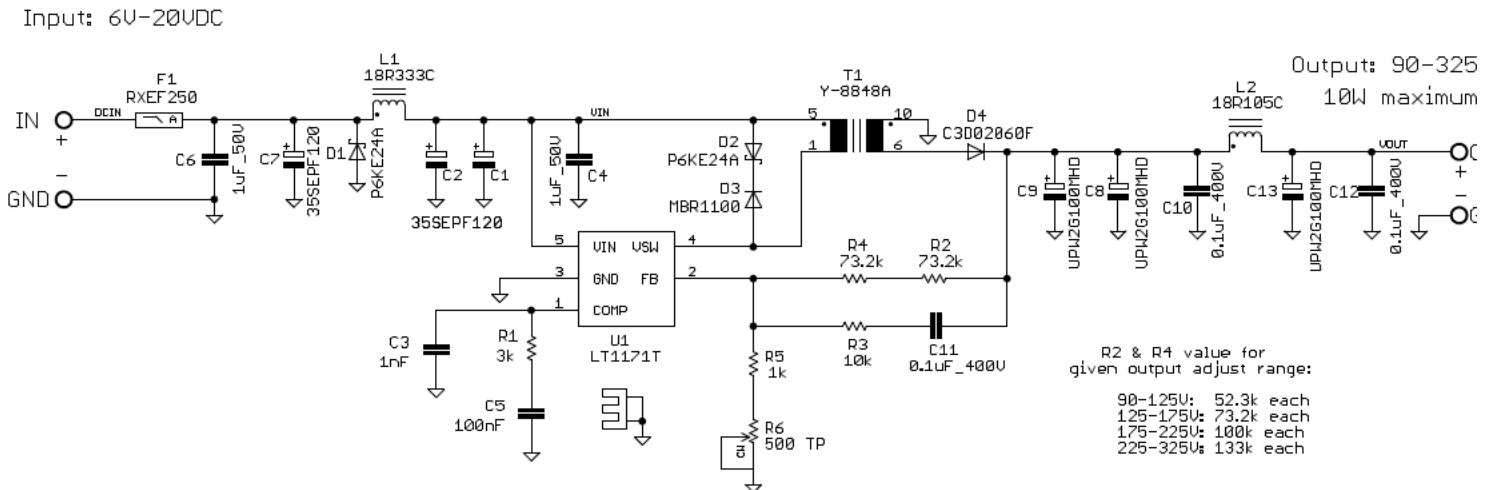 Input: 6V-20VDC
Output: 90-325
10W maximum
F1
RXEF250
L1
18R333C
T1
Y-8848A
L2
18R105C
D4
C3D02060F
IN
+
-
GND
DCIN
A
C6
1uF_50V
+
C7
35SEPF120
D1
P6KE24A
+
C2
+
C1
35SEPF120
VIN
1uF_50V
C4
D2
P6KE24A
D3
MBR1100
5
1
10
6
C9
+
UPW2G100MHD
C8
+
UPW2G100MHD
C10
0.1uF_400V
C13
+
UPW2G100MHD
C12
0.1uF_400V
VOUT
+
-
5
VIN
VSW
4
3
GND
FB
2
1
COMP
U1
LT1171T
C3
1nF
R1
3k
C5
100nF
R4
73.2k
R2
73.2k
R3
10k
C11
0.1uF_400V
R5
1k
R6
500 TP
CW
R2 & R4 value for
given output adjust range:
90-125V: 52.3k each
125-175V: 73.2k each
175-225V: 100k each
225-325V: 133k each